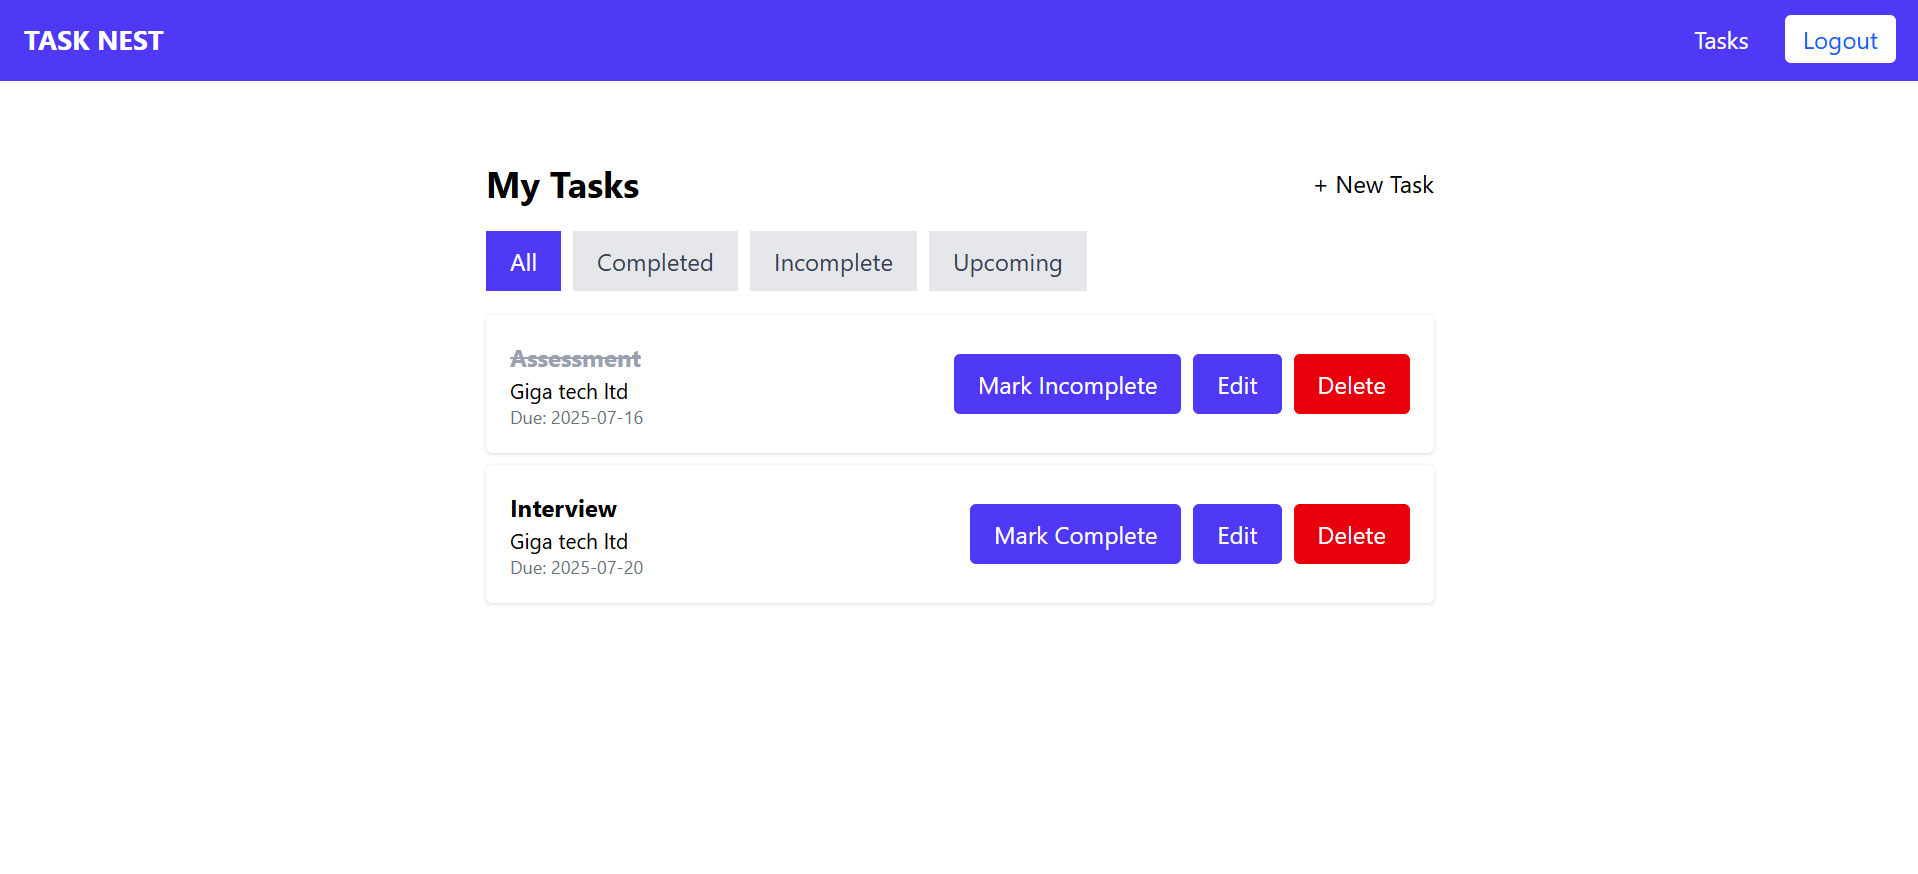 TASK NEST Tasks Logout
My Tasks + New Task
All Completed Incomplete Upcoming
Assessment
Giga tech ltd
Due: 2025-07-16
Mark Incomplete Edit Delete
Interview
Giga tech ltd
Due: 2025-07-20
Mark Complete Edit Delete